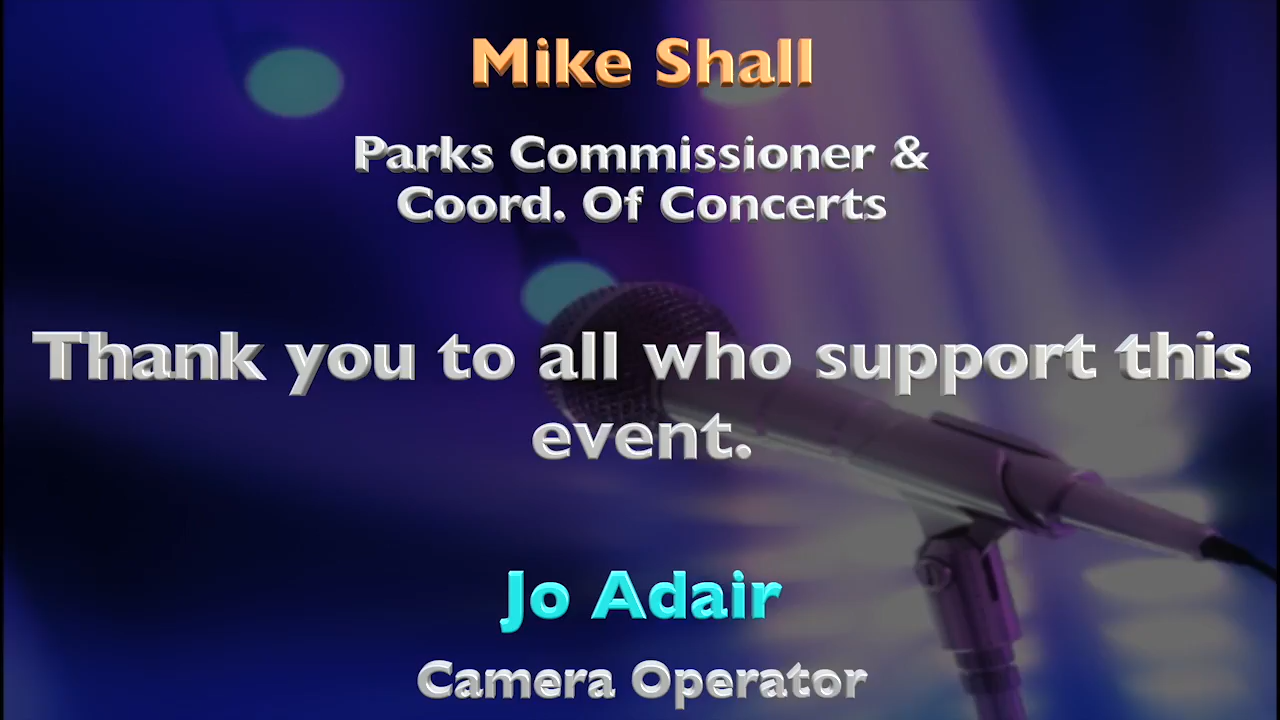 Mike Shall
Parks Commissioner &
Coord. Of Concerts
Thank you to all who support this
event.
Jo Adair
Camera Operator